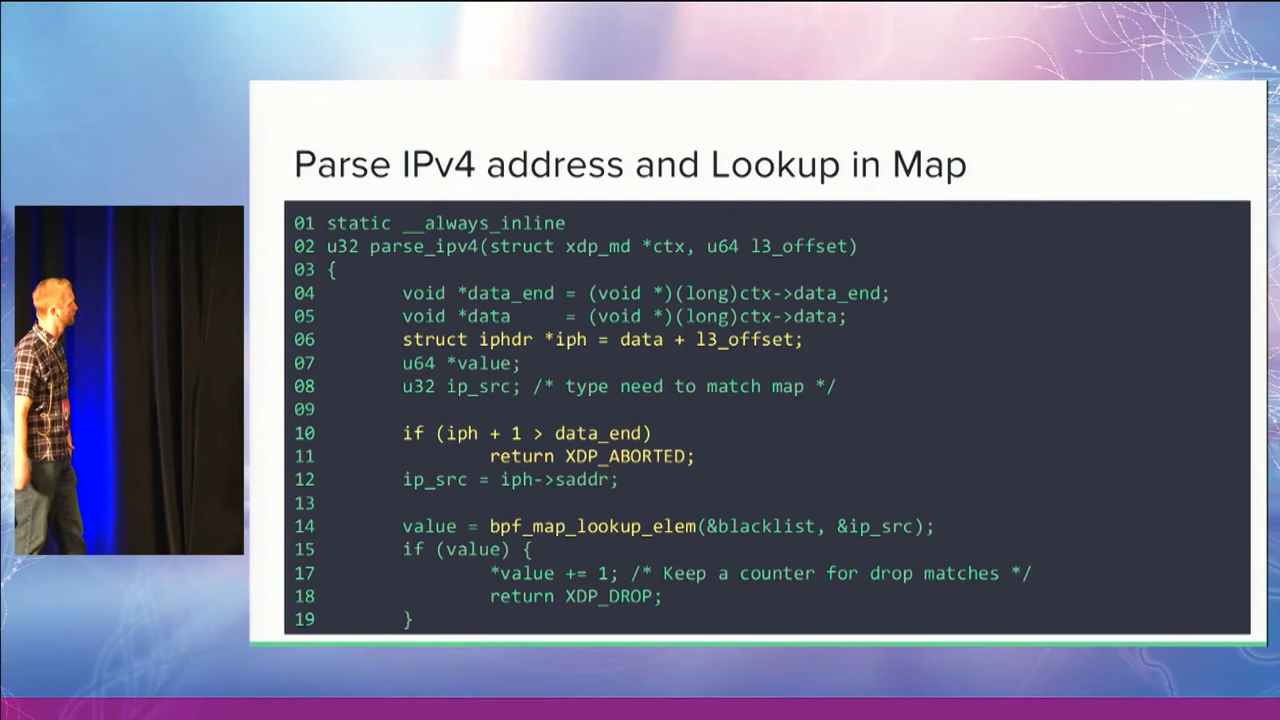 Parse IPv4 address and Lookup in Map
01 static __always_inline
02 u32 parse_ipv4(struct xdp_md *ctx, u64 l3_offset)
03 {
04 void *data_end = (void *)(long)ctx->data_end;
05 void *data = (void *)(long)ctx->data;
06 struct iphdr *iph = data + l3_offset;
07 u64 *value;
08 u32 ip_src; /* type need to match map */
09
10 if (iph + 1 > data_end)
11 return XDP_ABORTED;
12 ip_src = iph->saddr;
13
14 value = bpf_map_lookup_elem(&blacklist, &ip_src);
15 if (value) {
17 *value += 1; /* Keep a counter for drop matches */
18 return XDP_DROP;
19 }